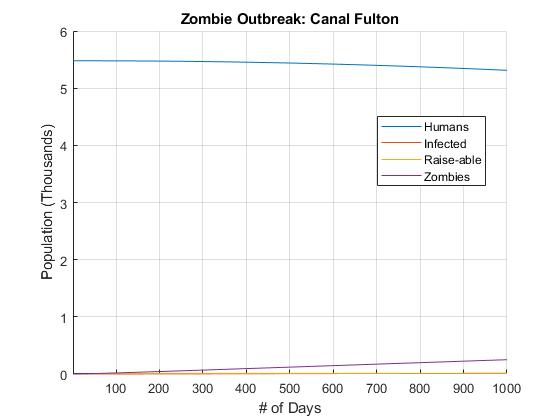 Zombie Outbreak: Canal Fulton
6
5
4
3
2
1
0
Population (Thousands)
Humans
Infected
Raise-able
Zombies
100 200 300 400 500 600 700 800 900 1000
# of Days